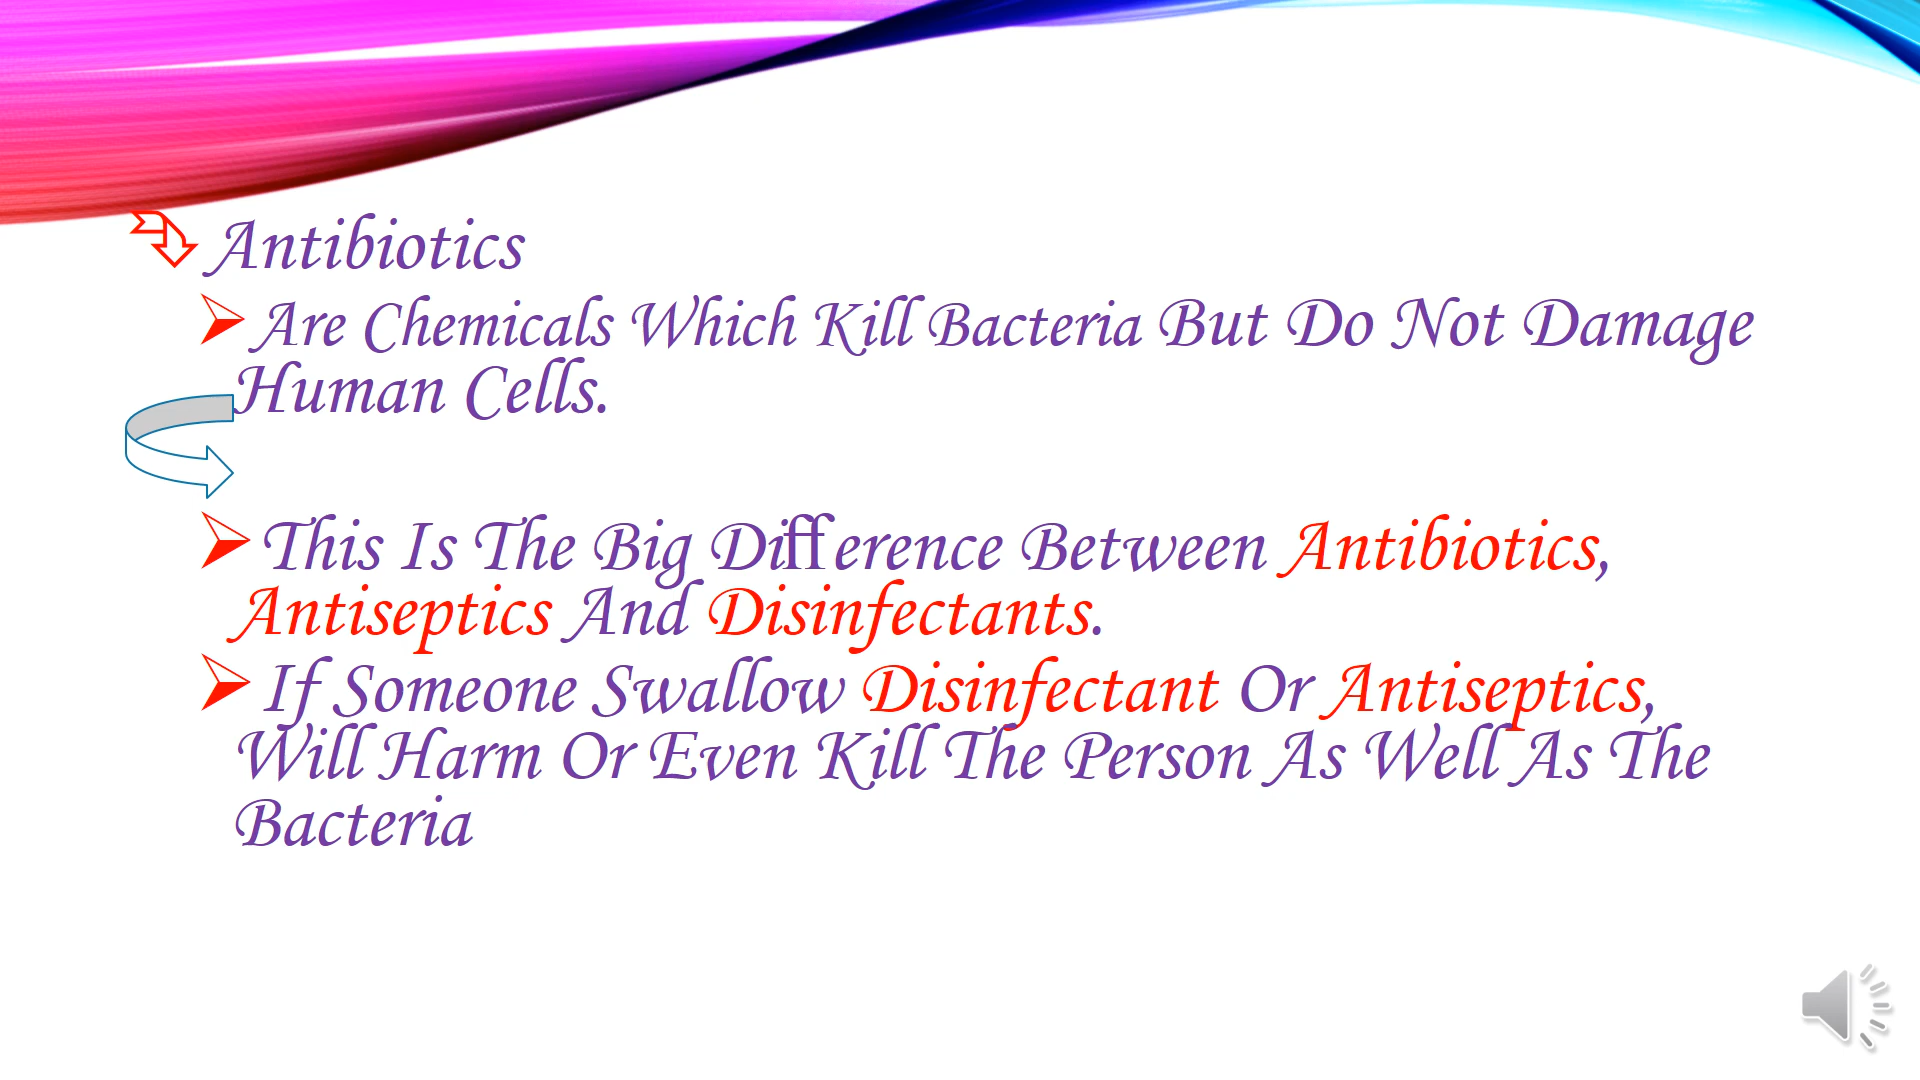 Antibiotics
Are Chemicals Which Kill Bacteria But Do Not Damage
Human Cells.
This Is The Big Difference Between Antibiotics,
Antiseptics And Disinfectants.
If Someone Swallow Disinfectant Or Antiseptics,
Will Harm Or Even Kill The Person As Well As The
Bacteria